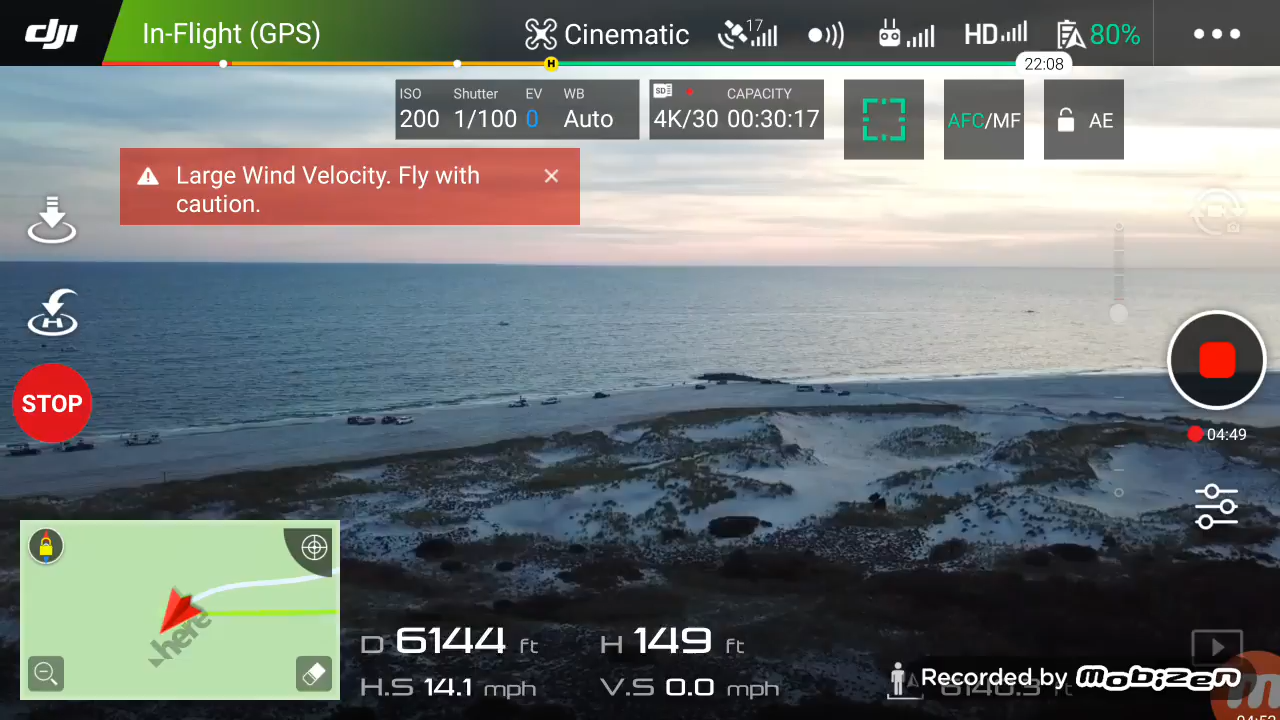 dji
In-Flight (GPS)
Cinematic
17
HD
80%
22:08
H
ISO
Shutter
EV
WB
200
1/100
0
Auto
SD
CAPACITY
4K/30
00:30:17
AFC/MF
AE
Large Wind Velocity. Fly with
caution.
STOP
H
04:49
here
D 6144 ft
H 149 ft
H.S 14.1 mph
V.S 0.0 mph
Recorded by Mobizen